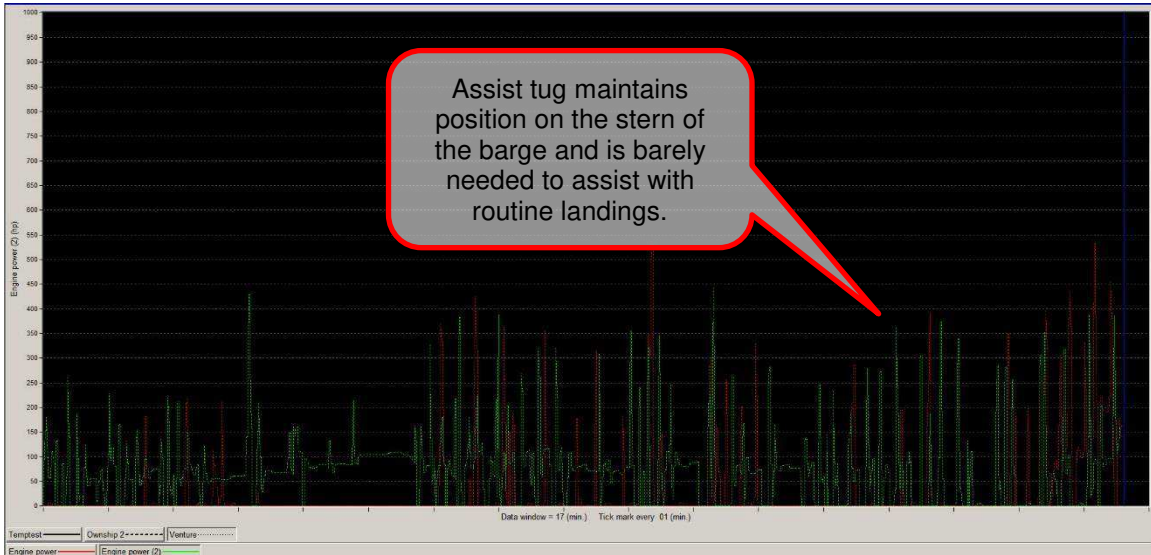 1000
950
900
850
800
750
700
650
600
550
500
450
400
350
300
250
200
150
100
50
0
Engine power (2) (hp)
Assist tug maintains
position on the stern of
the barge and is barely
needed to assist with
routine landings.
Data window = 17 (min.) Tick mark every 01 (min.)
Temptest Ownship 2 Venture
Engine power Engine power (2)